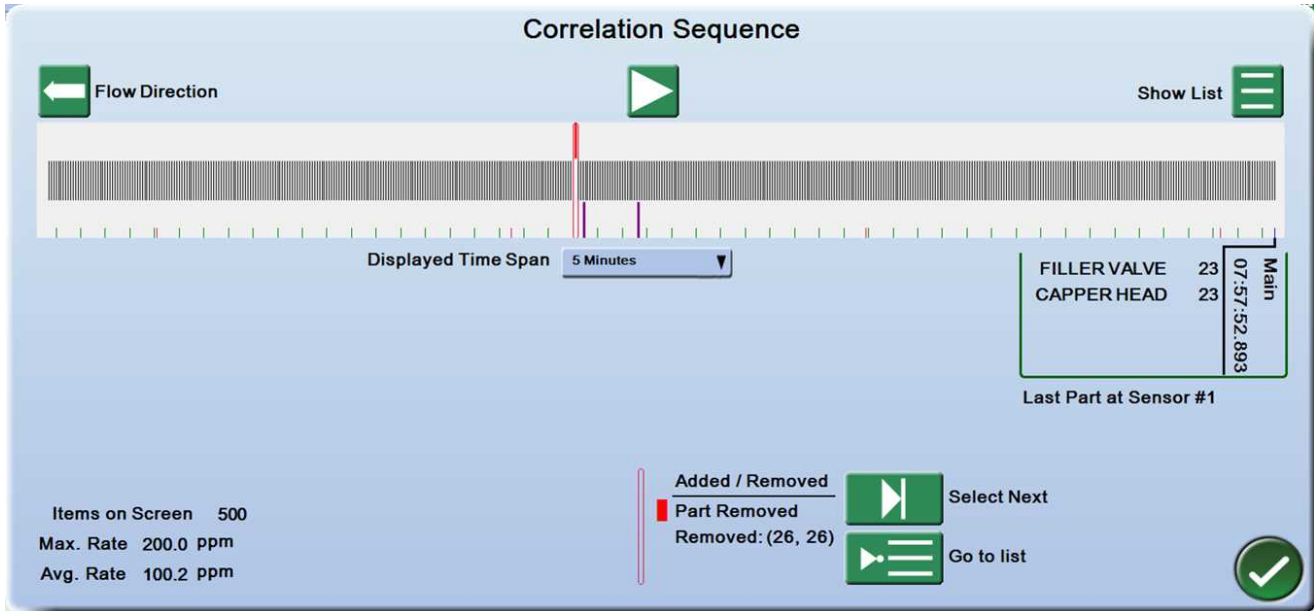 Correlation Sequence
Flow Direction
Show List
Displayed Time Span
5 Minutes
FILLER VALVE 23
CAPPER HEAD 23
Main
07:57:52.893
Last Part at Sensor #1
Items on Screen 500
Max. Rate 200.0 ppm
Avg. Rate 100.2 ppm
Added / Removed
Part Removed
Removed: (26, 26)
Select Next
Go to list